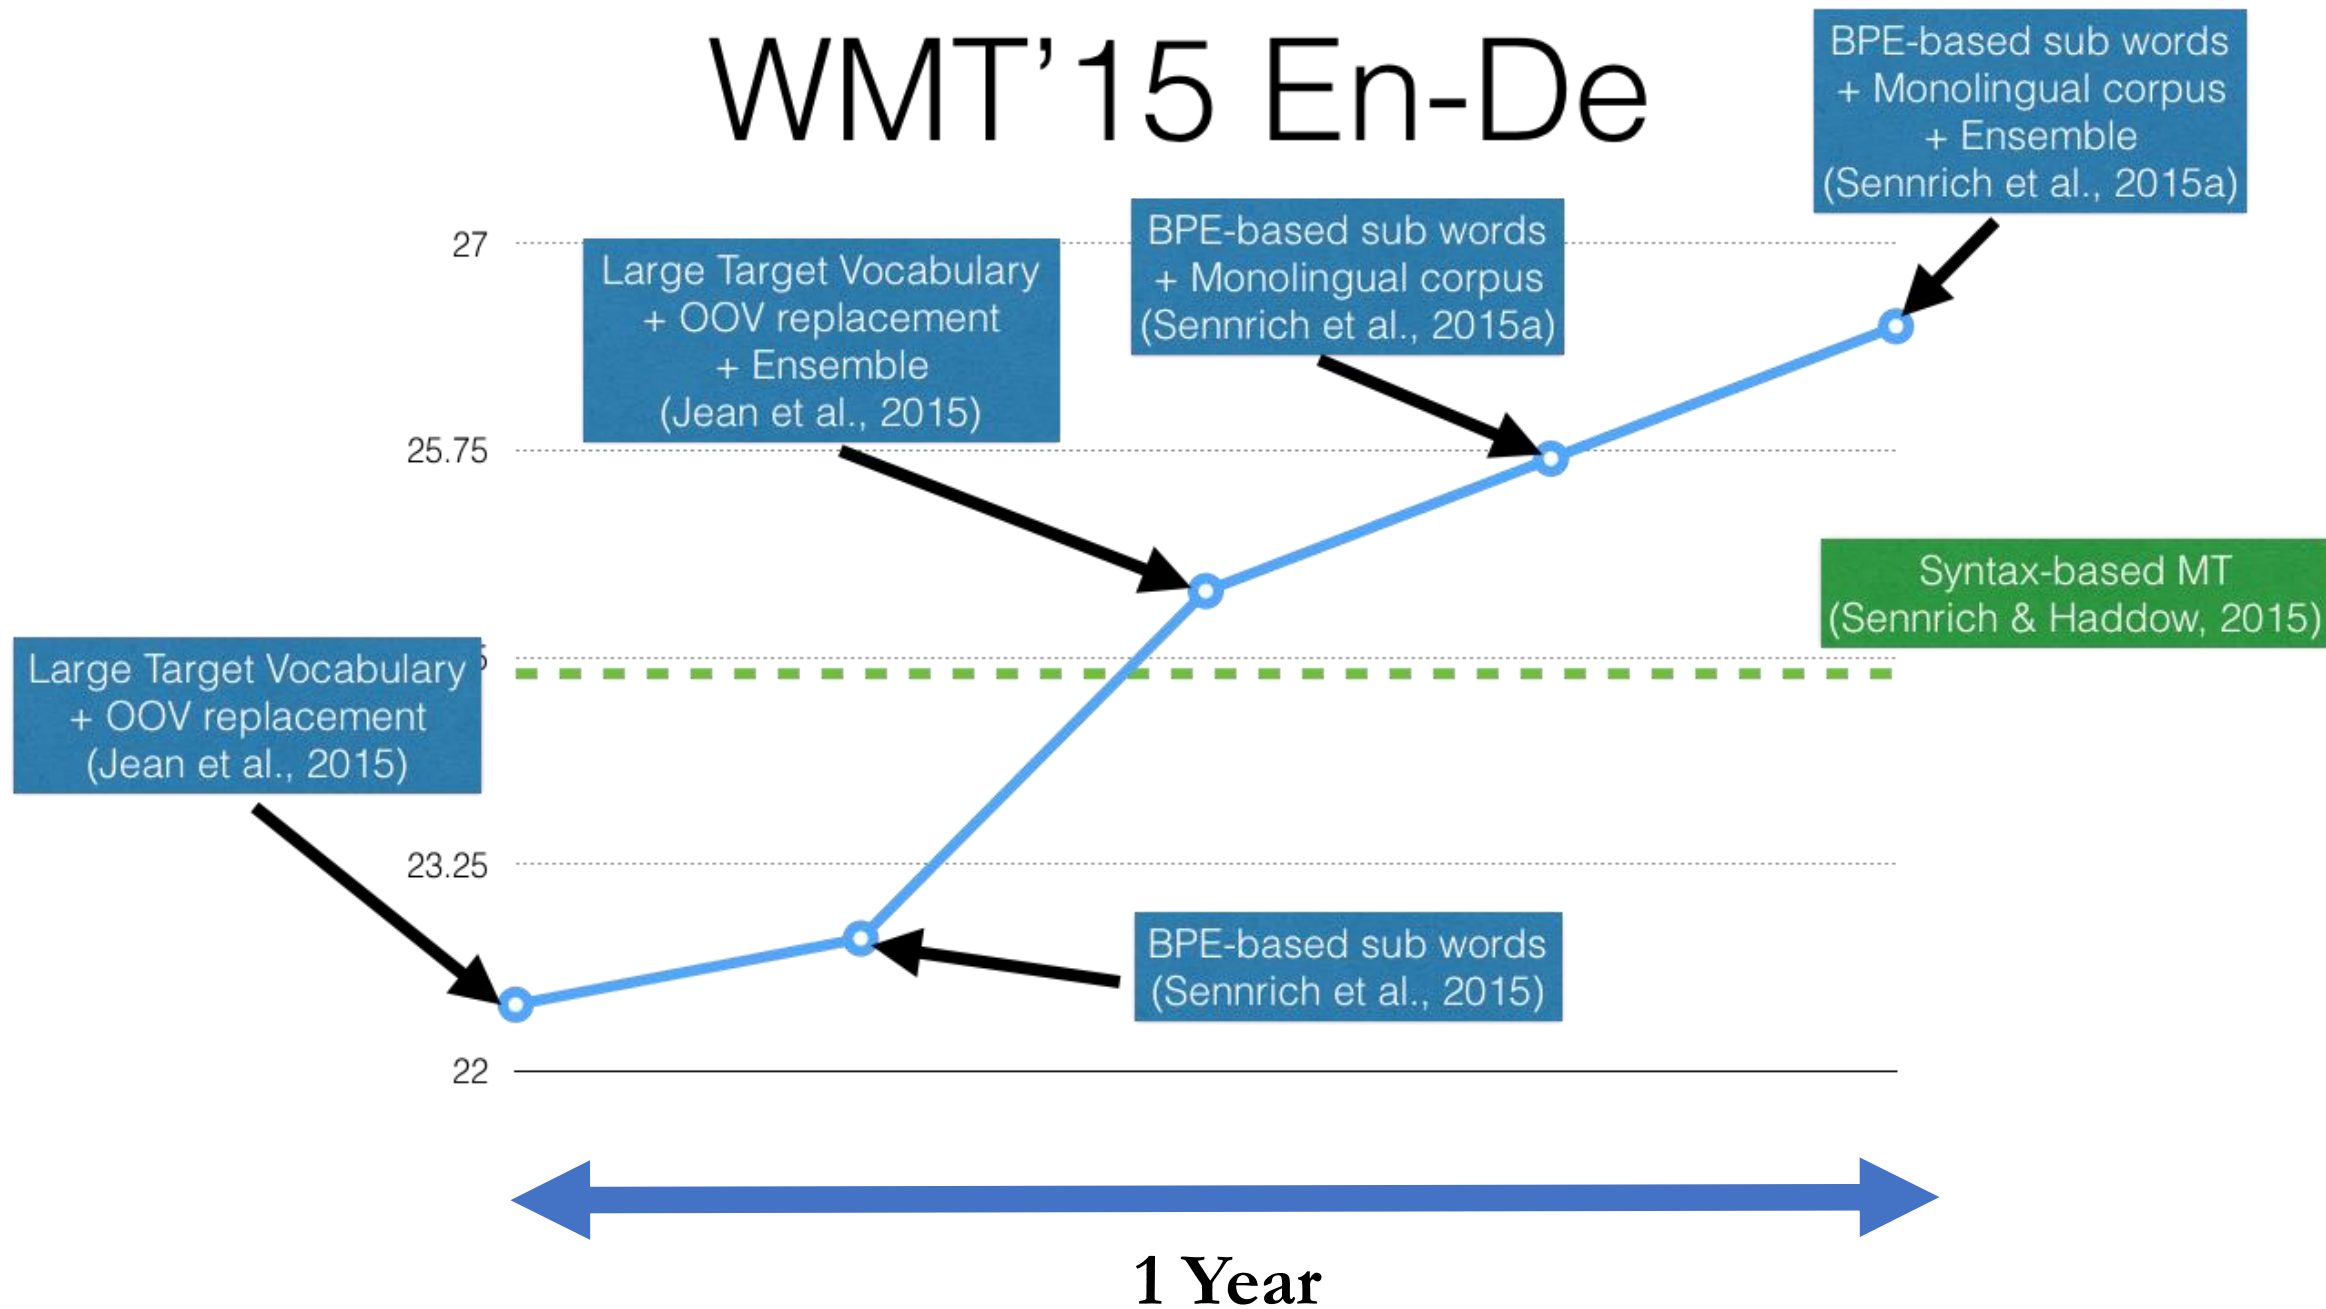 WMT’15 En-De
BPE-based sub words
+ Monolingual corpus
+ Ensemble
(Sennrich et al., 2015a)
BPE-based sub words
+ Monolingual corpus
(Sennrich et al., 2015a)
27
Large Target Vocabulary
+ OOV replacement
+ Ensemble
(Jean et al., 2015)
25.75
Syntax-based MT
(Sennrich & Haddow, 2015)
Large Target Vocabulary
+ OOV replacement
(Jean et al., 2015)
23.25
BPE-based sub words
(Sennrich et al., 2015)
22
1 Year